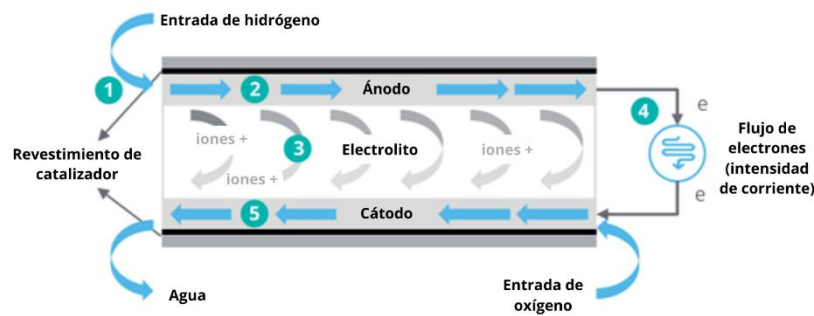 Entrada de hidrógeno
1
2
Ánodo
4
e
iones +
3
Electrolito
iones +
Flujo de
electrones
(intensidad
de corriente)
Revestimiento de
catalizador
iones +
e
5
Cátodo
Agua
Entrada de
oxígeno